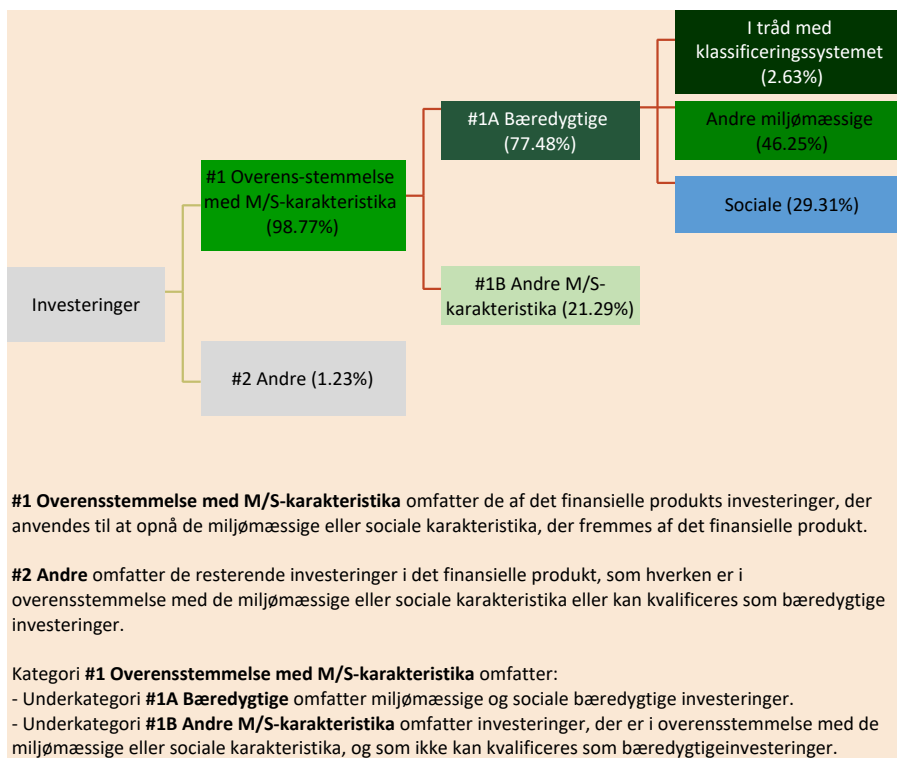 I tråd med
klassificeringssystemet
(2.63%)
#1A Bæredygtige
(77.48%)
Andre miljømæssige
(46.25%)
#1 Overens-stemmelse
med M/S-karakteristika
(98.77%)
Sociale (29.31%)
Investeringer
#1B Andre M/S-
karakteristika (21.29%)
#2 Andre (1.23%)
#1 Overensstemmelse med M/S-karakteristika omfatter de af det finansielle produkts investeringer, der
anvendes til at opnå de miljømæssige eller sociale karakteristika, der fremmes af det finansielle produkt.
#2 Andre omfatter de resterende investeringer i det finansielle produkt, som hverken er i
overensstemmelse med de miljømæssige eller sociale karakteristika eller kan kvalificeres som bæredygtige
investeringer.
Kategori #1 Overensstemmelse med M/S-karakteristika omfatter:
- Underkategori #1A Bæredygtige omfatter miljømæssige og sociale bæredygtige investeringer.
- Underkategori #1B Andre M/S-karakteristika omfatter investeringer, der er i overensstemmelse med de
miljømæssige eller sociale karakteristika, og som ikke kan kvalificeres som bæredygtigeinvesteringer.